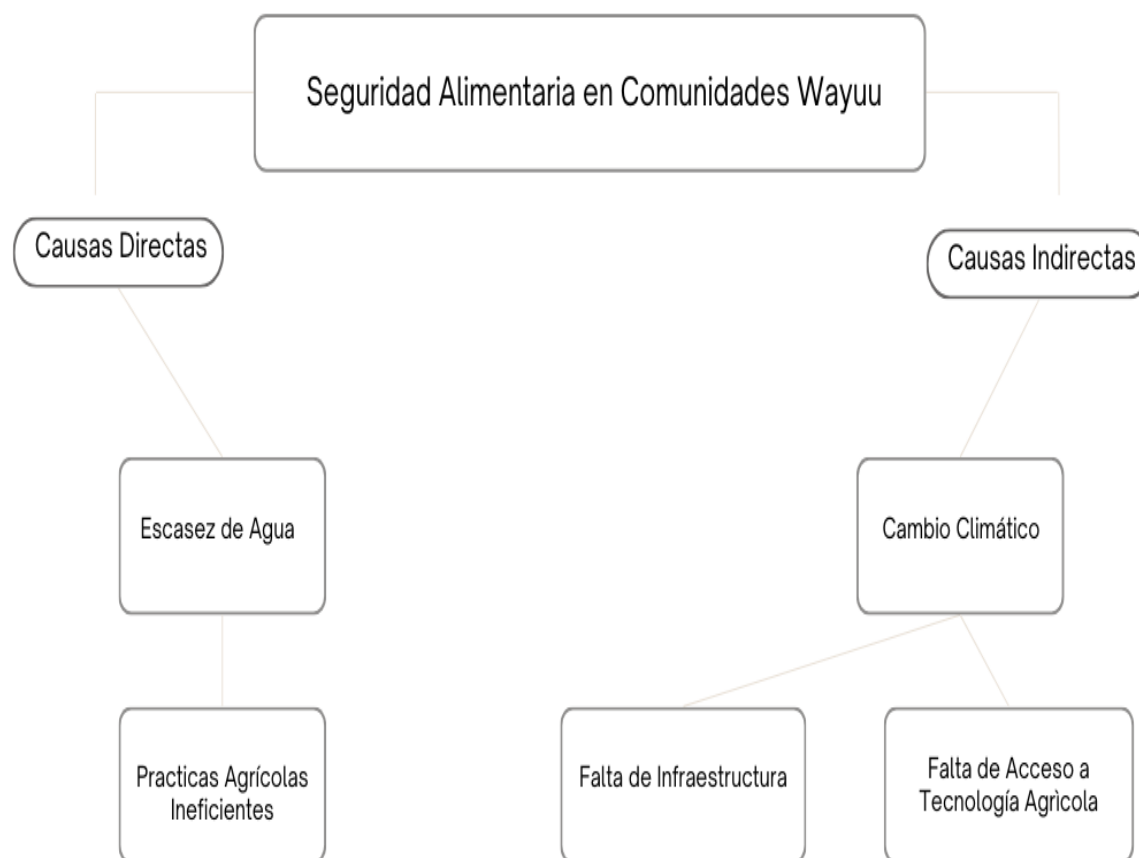 Seguridad Alimentaria en Comunidades Wayuu
Causas Directas
Causas Indirectas
Escasez de Agua
Cambio Climático
Practicas Agrícolas
Ineficientes
Falta de Infraestructura
Falta de Acceso a
Tecnología Agrìcola